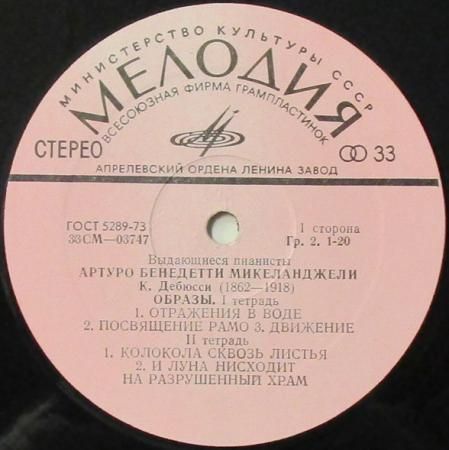 МИНИСТЕРСТВО КУЛЬТУРЫ СССР
МЕЛОДИЯ
ВСЕСОЮЗНАЯ ФИРМА ГРАМПЛАСТИНОК
СТЕРЕО
33
АПРЕЛЕВСКИЙ ОРДЕНА ЛЕНИНА ЗАВОД
ГОСТ 5289-73
33СМ—03747
1 сторона
Гр. 2. 1-20
Выдающиеся пианисты
АРТУРО БЕНЕДЕТТИ МИКЕЛАНДЖЕЛИ
К. Дебюсси (1862—1918)
ОБРАЗЫ. I тетрадь
1. ОТРАЖЕНИЯ В ВОДЕ
2. ПОСВЯЩЕНИЕ РАМО 3. ДВИЖЕНИЕ
II тетрадь
1. КОЛОКОЛА СКВОЗЬ ЛИСТЬЯ
2. И ЛУНА НИСХОДИТ
НА РАЗРУШЕННЫЙ ХРАМ